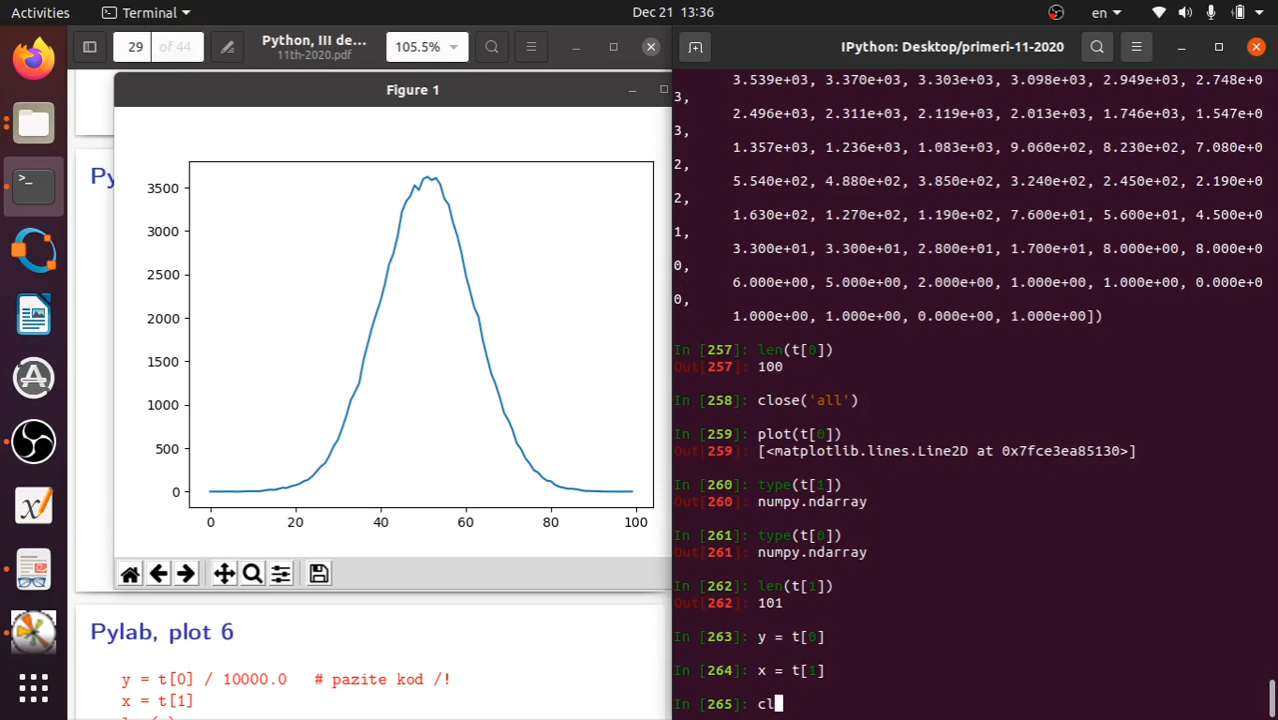 Activities
Terminal
Dec 21 13:36
en
29
of 44
Python, III de...
11th-2020.pdf
105.5%
IPython: Desktop/primeri-11-2020
Figure 1
Py
3500
3000
2500
2000
1500
1000
500
0
0 20 40 60 80 100
Pylab, plot 6
y = t[0] / 10000.0 # pazite kod /!
x = t[1]
3.539e+03, 3.370e+03, 3.303e+03, 3.098e+03, 2.949e+03, 2.748e+0
3,
2.496e+03, 2.311e+03, 2.119e+03, 2.013e+03, 1.746e+03, 1.547e+0
3,
1.357e+03, 1.236e+03, 1.083e+03, 9.060e+02, 8.230e+02, 7.080e+0
2,
5.540e+02, 4.880e+02, 3.850e+02, 3.240e+02, 2.450e+02, 2.190e+0
2,
1.630e+02, 1.270e+02, 1.190e+02, 7.600e+01, 5.600e+01, 4.500e+0
1,
3.300e+01, 3.300e+01, 2.800e+01, 1.700e+01, 8.000e+00, 8.000e+0
0,
6.000e+00, 5.000e+00, 2.000e+00, 1.000e+00, 1.000e+00, 0.000e+0
0,
1.000e+00, 1.000e+00, 0.000e+00, 1.000e+00])
In [257]: len(t[0])
Out[257]: 100
In [258]: close('all')
In [259]: plot(t[0])
Out[259]: [<matplotlib.lines.Line2D at 0x7fce3ea85130>]
In [260]: type(t[1])
Out[260]: numpy.ndarray
In [261]: type(t[0])
Out[261]: numpy.ndarray
In [262]: len(t[1])
Out[262]: 101
In [263]: y = t[0]
In [264]: x = t[1]
In [265]: cl